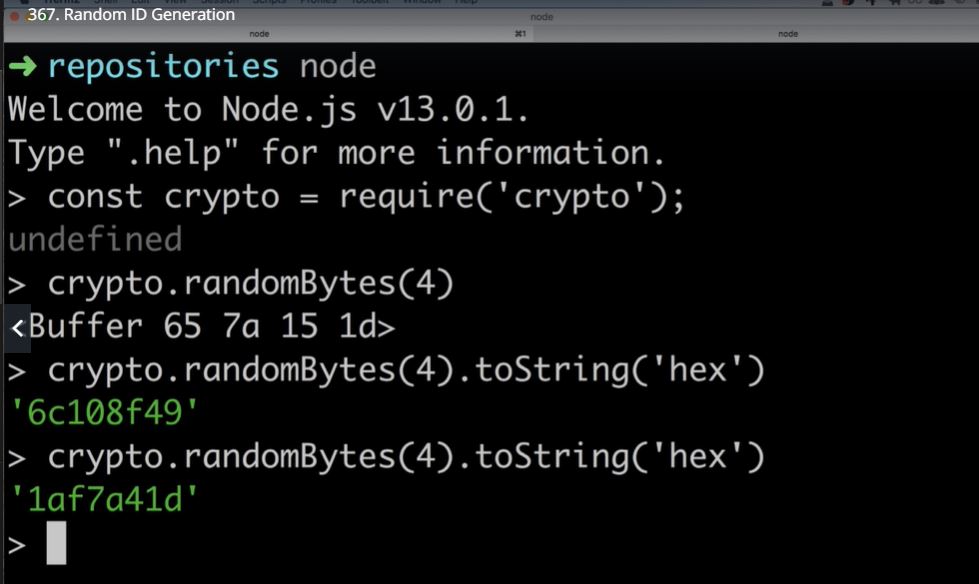 367. Random ID Generation
node
node
⌘1
node
➜ repositories node
Welcome to Node.js v13.0.1.
Type ".help" for more information.
> const crypto = require('crypto');
undefined
> crypto.randomBytes(4)
<Buffer 65 7a 15 1d>
> crypto.randomBytes(4).toString('hex')
'6c108f49'
> crypto.randomBytes(4).toString('hex')
'1af7a41d'
>